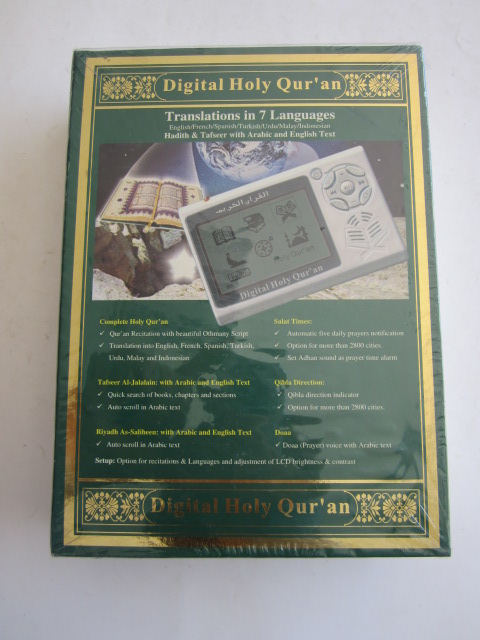 Digital Holy Qur'an
Translations in 7 Languages
English/French/Spanish/Turkish/Urdu/Malay/Indonesian
Hadith & Tafseer with Arabic and English Text
القرآن الكريم
Holy Qur'an
Digital Holy Qur'an
Complete Holy Qur'an
✓ Qur'an Recitation with beautiful Othmany Script
✓ Translation into English, French, Spanish, Turkish,
Urdu, Malay and Indonesian
Tafseer Al-Jalalain: with Arabic and English Text
✓ Quick search of books, chapters and sections
✓ Auto scroll in Arabic text
Riyadh As-Saliheen: with Arabic and English Text
✓ Auto scroll in Arabic text
Salat Times:
✓ Automatic five daily prayers notification
✓ Option for more than 2800 cities.
✓ Set Adhan sound as prayer time alarm
Qibla Direction:
✓ Qibla direction indicator
✓ Option for more than 2800 cities.
Doaa
✓ Doaa (Prayer) voice with Arabic text
Setup: Option for recitations & Languages and adjustment of LCD brightness & contrast
Digital Holy Qur'an